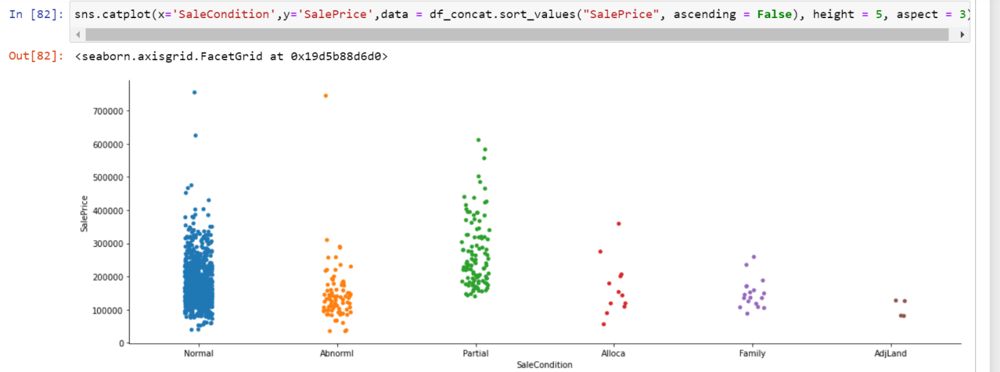 In [82]: sns.catplot(x='SaleCondition',y='SalePrice',data = df_concat.sort_values("SalePrice", ascending = False), height = 5, aspect = 3)
Out[82]: <seaborn.axisgrid.FacetGrid at 0x19d5b88d6d0>
700000
600000
500000
400000
300000
200000
100000
0
SalePrice
Normal Abnorml Partial Alloca Family AdjLand
SaleCondition